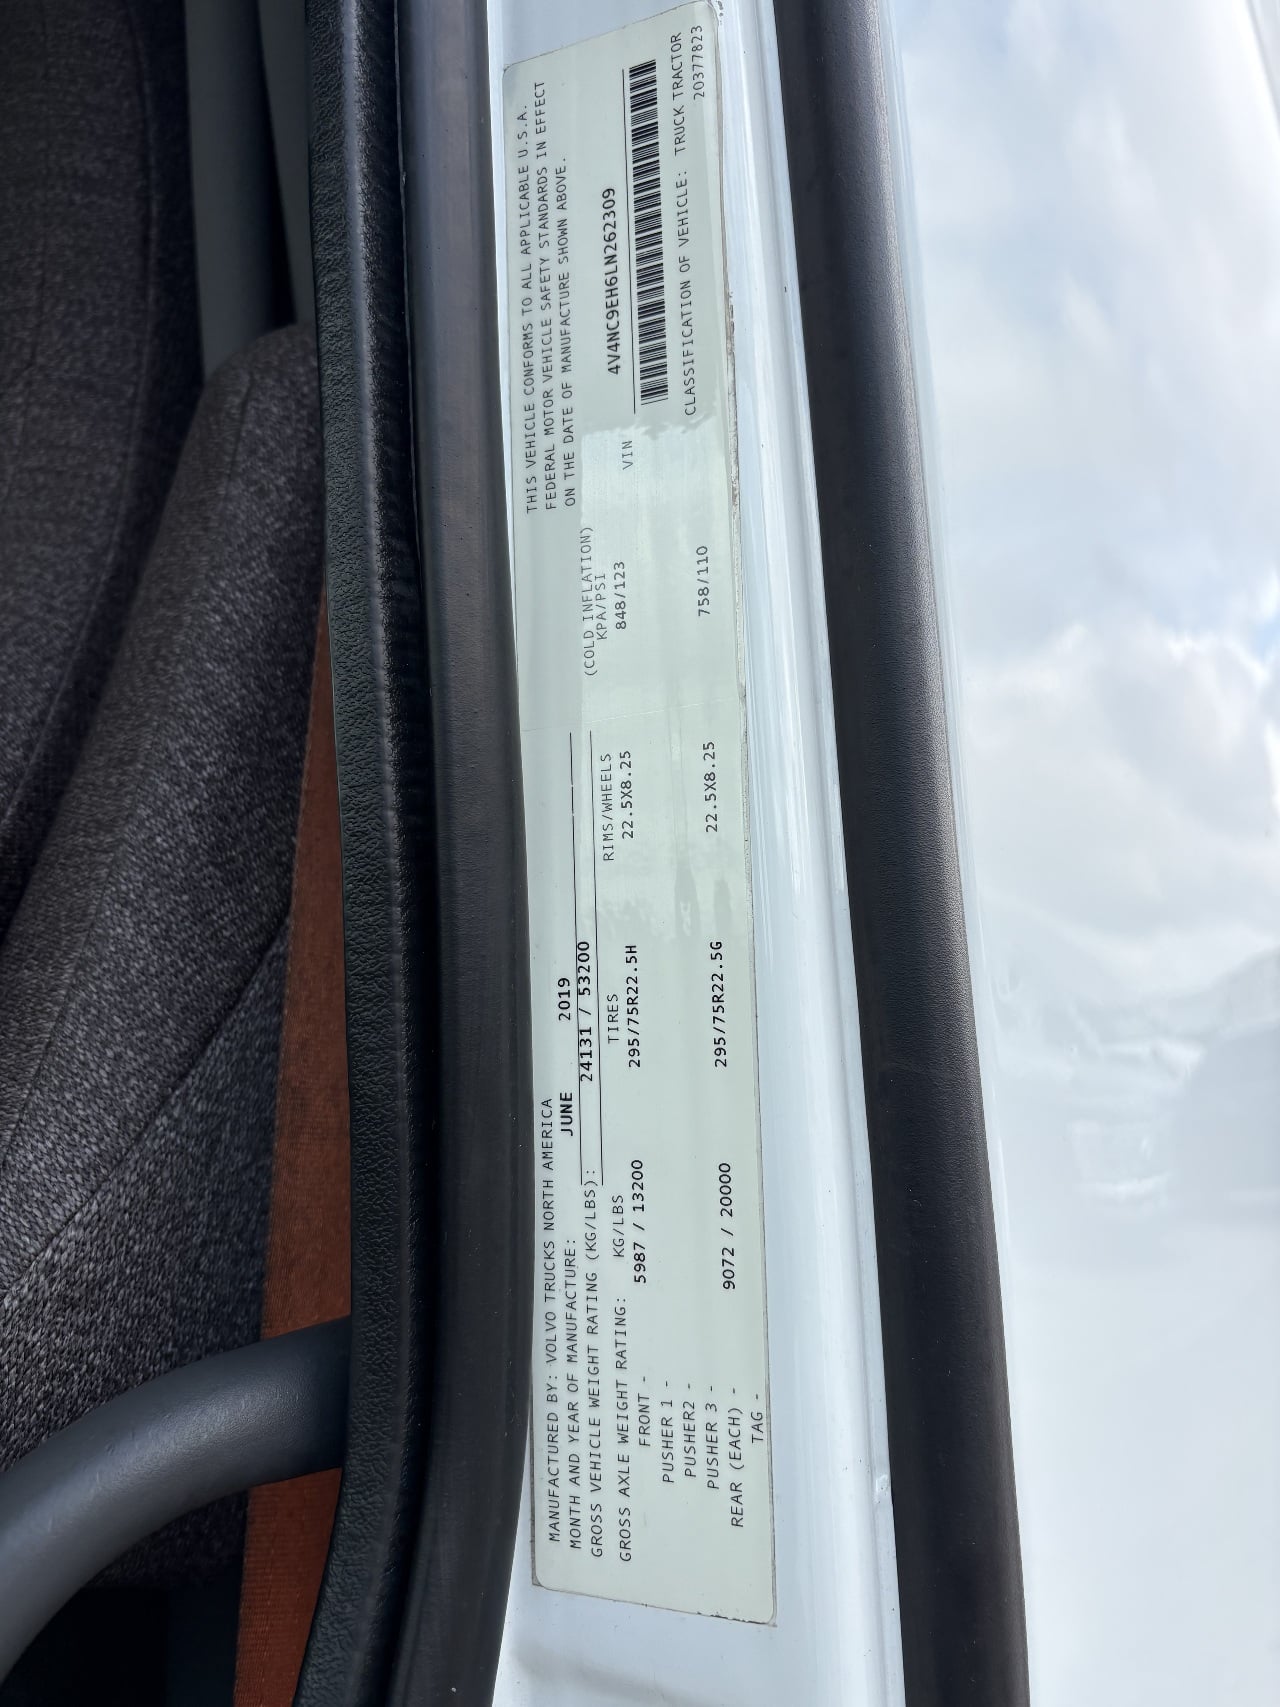 MANUFACTURED BY: VOLVO TRUCKS NORTH AMERICA
MONTH AND YEAR OF MANUFACTURE: JUNE 2019
GROSS VEHICLE WEIGHT RATING (KG/LBS): 24131 / 53200
GROSS AXLE WEIGHT RATING: KG/LBS TIRES RIMS/WHEELS (COLD INFLATION) KPA/PSI
FRONT - 5987 / 13200 295/75R22.5H 22.5X8.25 848/123
PUSHER 1 -
PUSHER2 -
PUSHER 3 -
REAR (EACH) - 9072 / 20000 295/75R22.5G 22.5X8.25 758/110
TAG -
THIS VEHICLE CONFORMS TO ALL APPLICABLE U.S.A.
FEDERAL MOTOR VEHICLE SAFETY STANDARDS IN EFFECT
ON THE DATE OF MANUFACTURE SHOWN ABOVE.
VIN 4V4NC9EH6LN262309
CLASSIFICATION OF VEHICLE: TRUCK TRACTOR
20377823